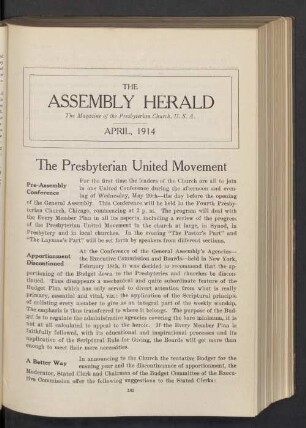 THE
ASSEMBLY HERALD
The Magazine of the Presbyterian Church, U. S. A.
APRIL, 1914
The Presbyterian United Movement
Pre-Assembly
Conference
For the first time the leaders of the Church are all to join
in one United Conference during the afternoon and even-
ing of Wednesday, May 20th—the day before the opening
of the General Assembly. This Conference will be held in the Fourth Presby-
terian Church, Chicago, commencing at 3 p. m. The program will deal with
the Every Member Plan in all its aspects, including a review of the progress
of the Presbyterian United Movement in the church at large, in Synod, in
Presbytery and in local churches. In the evening "The Pastor's Part" and
"The Layman's Part" will be set forth by speakers from different sections.
Apportionment
Discontinued
At the Conference of the General Assembly's Agencies—
the Executive Commission and Boards—held in New York,
February 16th, it was decided to recommend that the ap-
portioning of the Budget down to the Presbyteries and churches be discon-
tinued. Thus disappears a mechanical and quite subordinate feature of the
Budget Plan which has only served to divert attention from what is really
primary, essential and vital, viz.: the application of the Scriptural principle
of enlisting every member to give as an integral part of the weekly worship.
The emphasis is thus transferred to where it belongs. The purpose of the Bud-
get is to cognizate the administrative agencies covering the bare minimum, it is
not at all calculated to appeal to the heart. If the Every Member Plan is
faithfully followed, with its educational and inspirational processes and its
application of the Scriptural Rule for Giving, the Boards will get more than
enough to meet their mere necessities.
A Better Way
In announcing to the Church the tentative Budget for the
ensuing year and the discontinuance of apportionment, the
Moderator, Stated Clerk and Chairmen of the Budget Committee of the Execu-
tive Commission offer the following suggestions to the Stated Clerks: